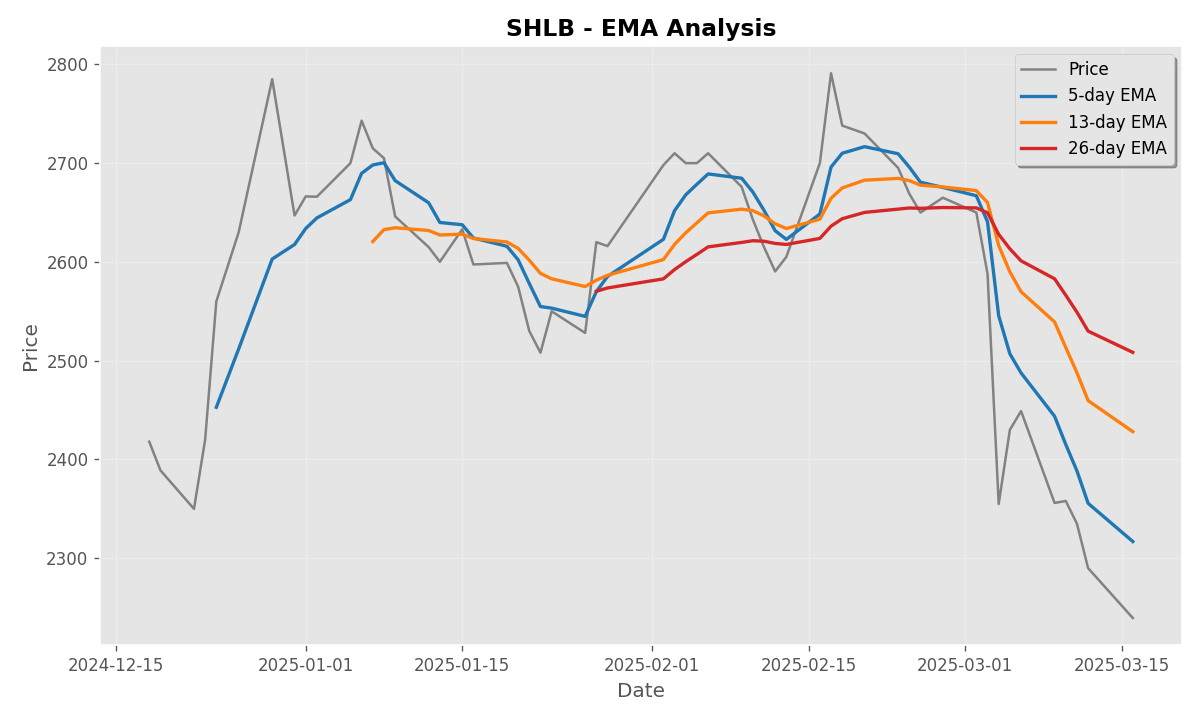 SHLB - EMA Analysis
Price
5-day EMA
13-day EMA
26-day EMA
2800
2700
2600
2500
2400
2300
Price
2024-12-15
2025-01-01
2025-01-15
2025-02-01
2025-02-15
2025-03-01
2025-03-15
Date